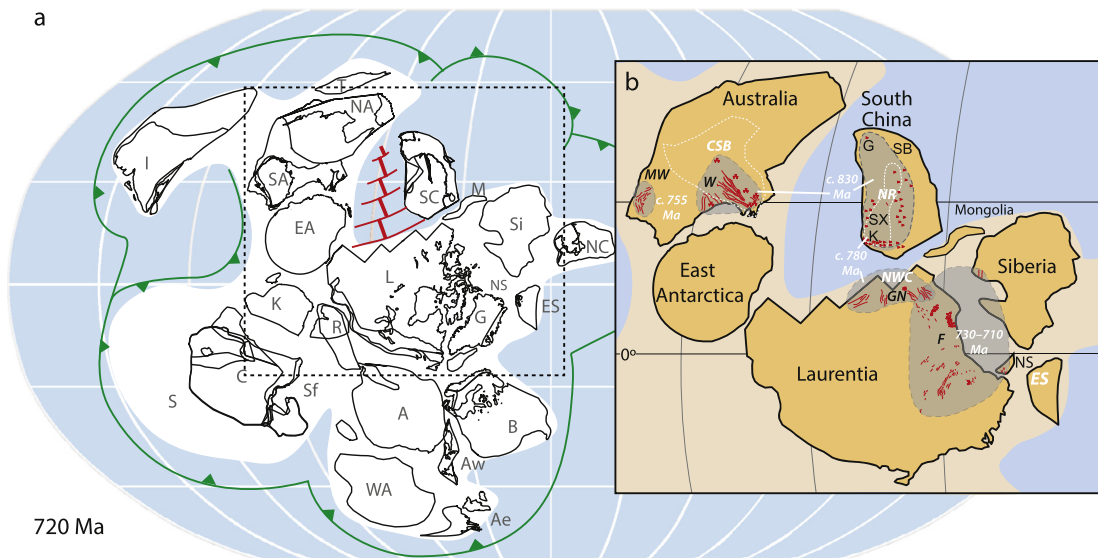 a
T
NA
I
SA
SC
M
EA
Si
NC
L
NS
K
R
G
ES
C
S
Sf
A
B
Aw
WA
Ae
720 Ma
b
Australia
South
China
G
SB
CSB
MW
W
c. 830
Ma
NR
c. 755
Ma
SX
K
Mongolia
c. 780
Ma
East
Antarctica
NWC
GN
Siberia
730–710
Ma
F
0º
Laurentia
NS
ES